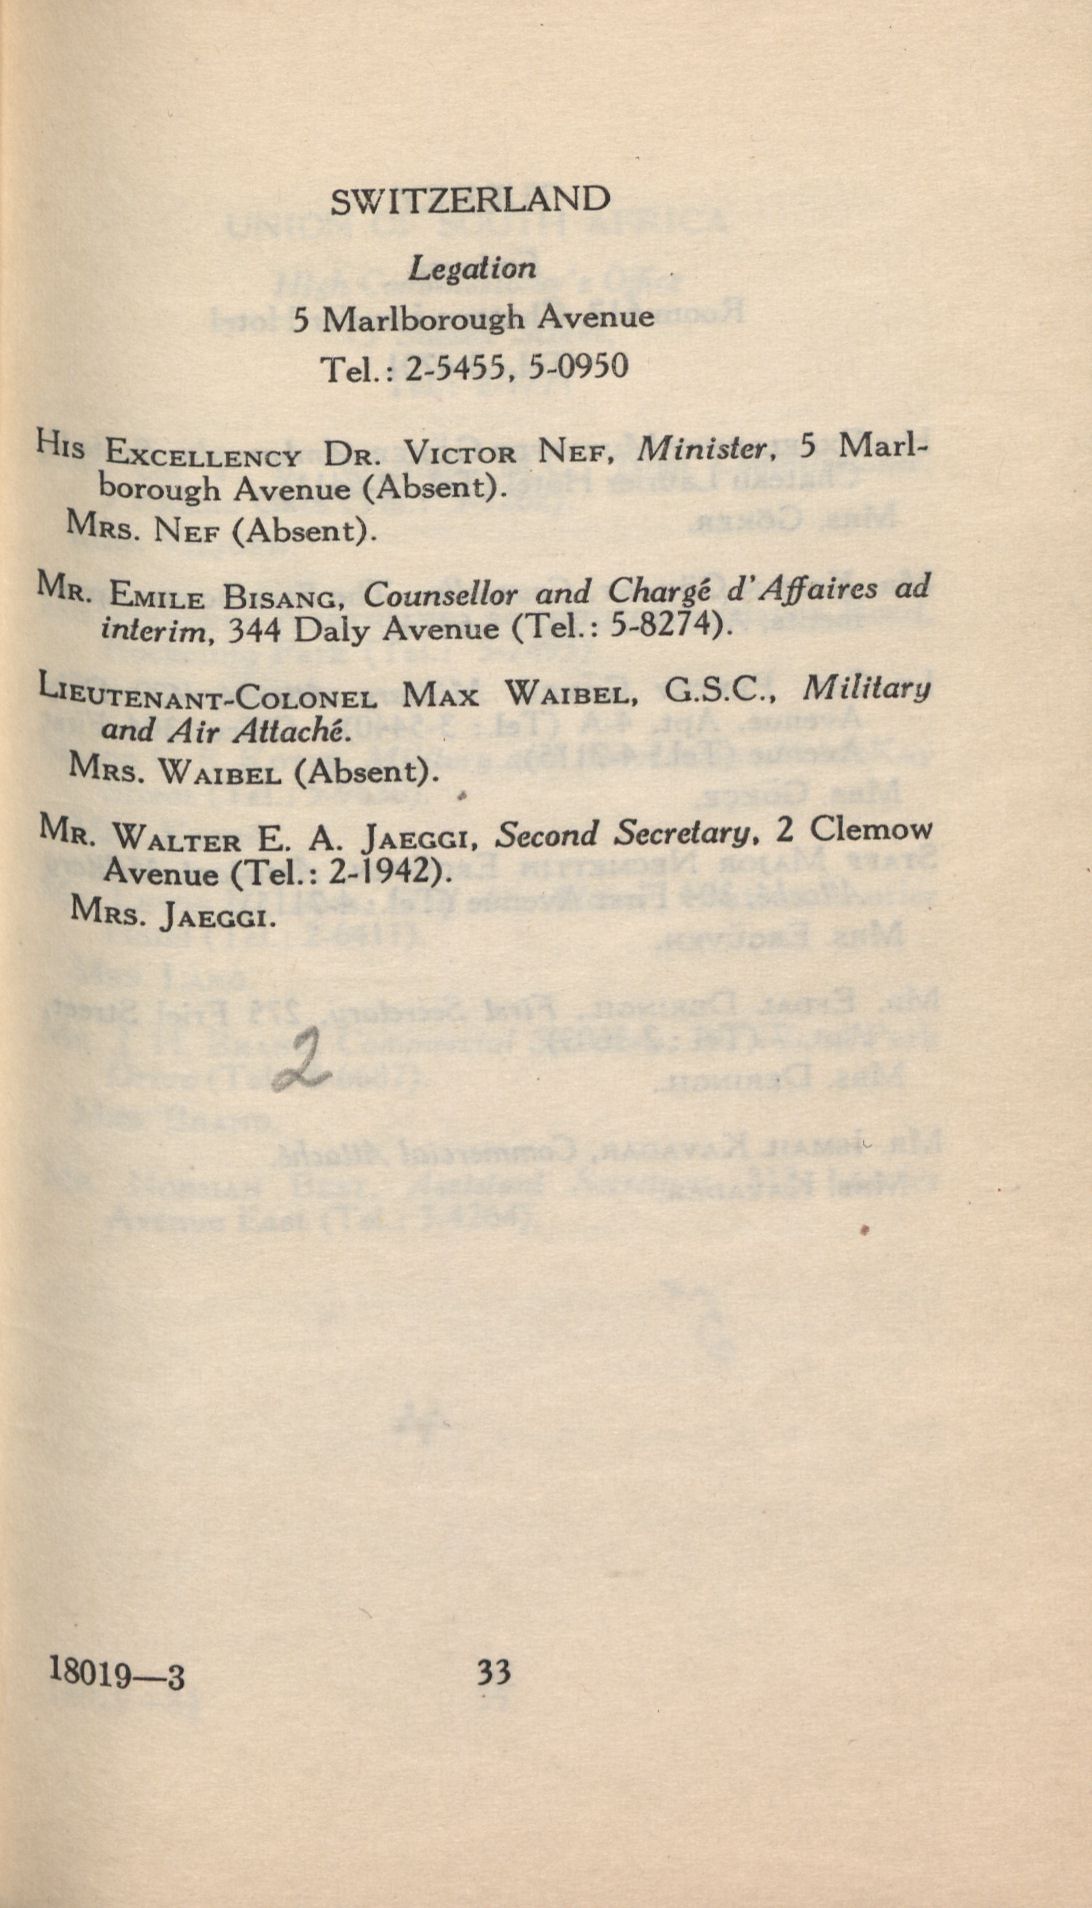 SWITZERLAND
Legation
5 Marlborough Avenue
Tel.: 2-5455, 5-0950
HIS EXCELLENCY DR. VICTOR NEF, Minister, 5 Marl-
borough Avenue (Absent).
MRS. NEF (Absent).
MR. EMILE BISANG, Counsellor and Chargé d'Affaires ad
interim, 344 Daly Avenue (Tel.: 5-8274).
LIEUTENANT-COLONEL MAX WAIBEL, G.S.C., Military
and Air Attaché.
MRS. WAIBEL (Absent).
MR. WALTER E. A. JAEGGI, Second Secretary, 2 Clemow
Avenue (Tel.: 2-1942).
MRS. JAEGGI.
2
18019—3 33